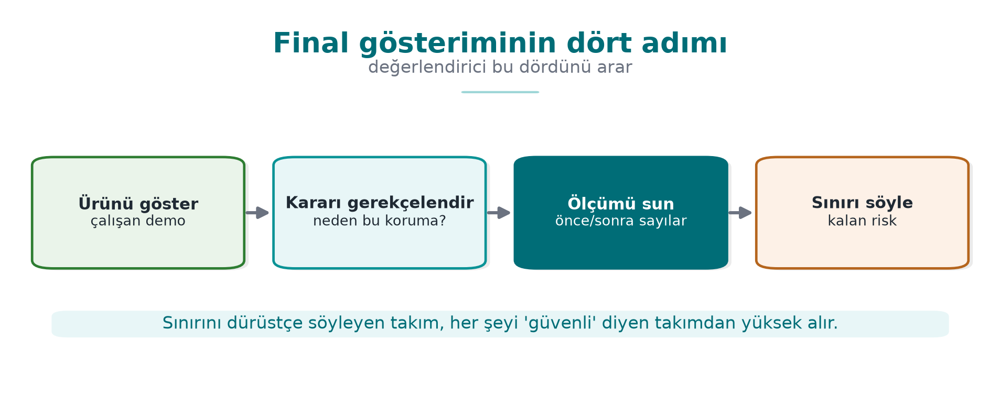 Final gösteriminin dört adımı
değerlendirici bu dördünü arar
Ürünü göster
çalışan demo
Kararı gerekçelendir
neden bu koruma?
Ölçümü sun
önce/sonra sayılar
Sınırı söyle
kalan risk
Sınırını dürüstçe söyleyen takım, her şeyi 'güvenli' diyen takımdan yüksek alır.